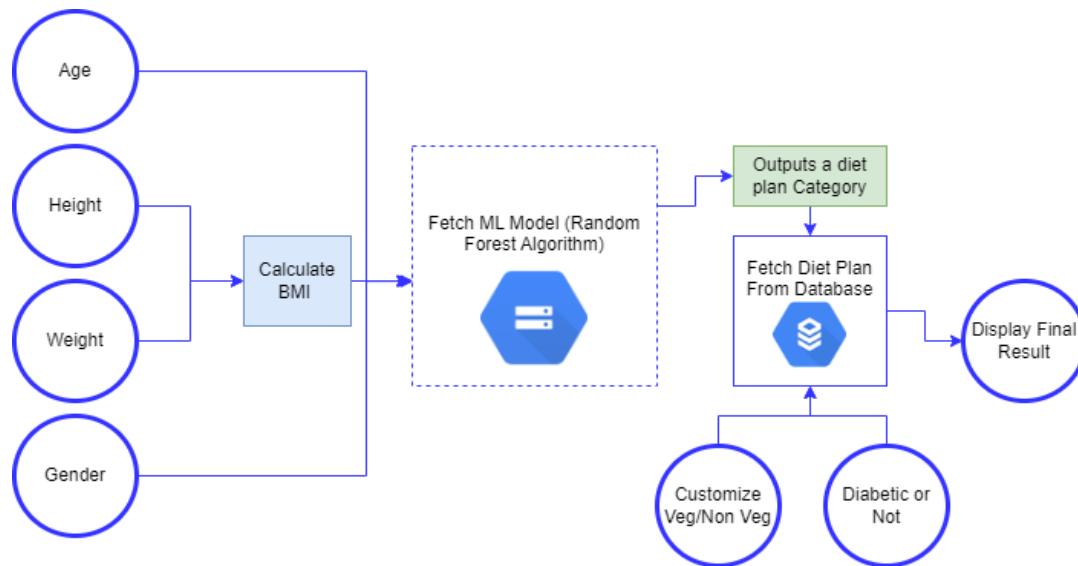 Age
Height
Weight
Gender
Calculate
BMI
Fetch ML Model (Random
Forest Algorithm)
Outputs a diet
plan Category
Fetch Diet Plan
From Database
Customize
Veg/Non Veg
Diabetic or
Not
Display Final
Result